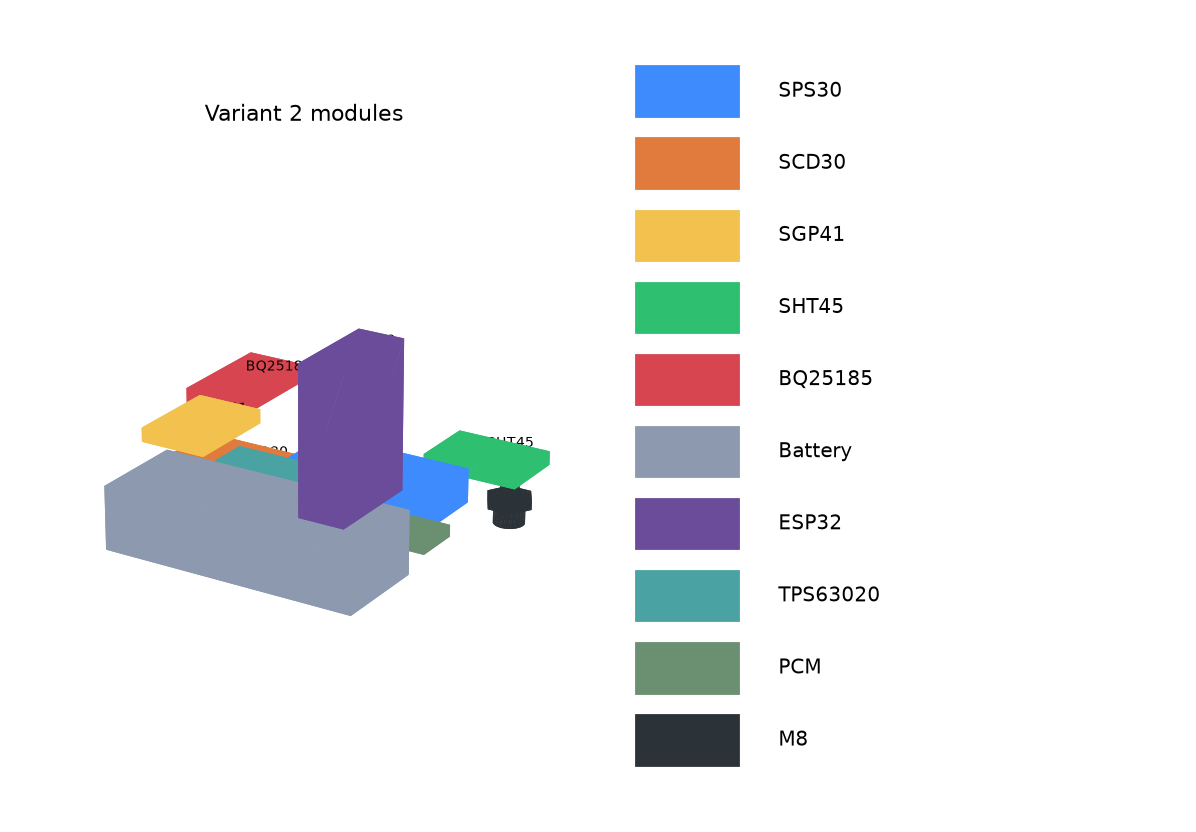 Variant 2 modules
SPS30
SCD30
SGP41
SHT45
BQ25185
Battery
ESP32
TPS63020
PCM
M8